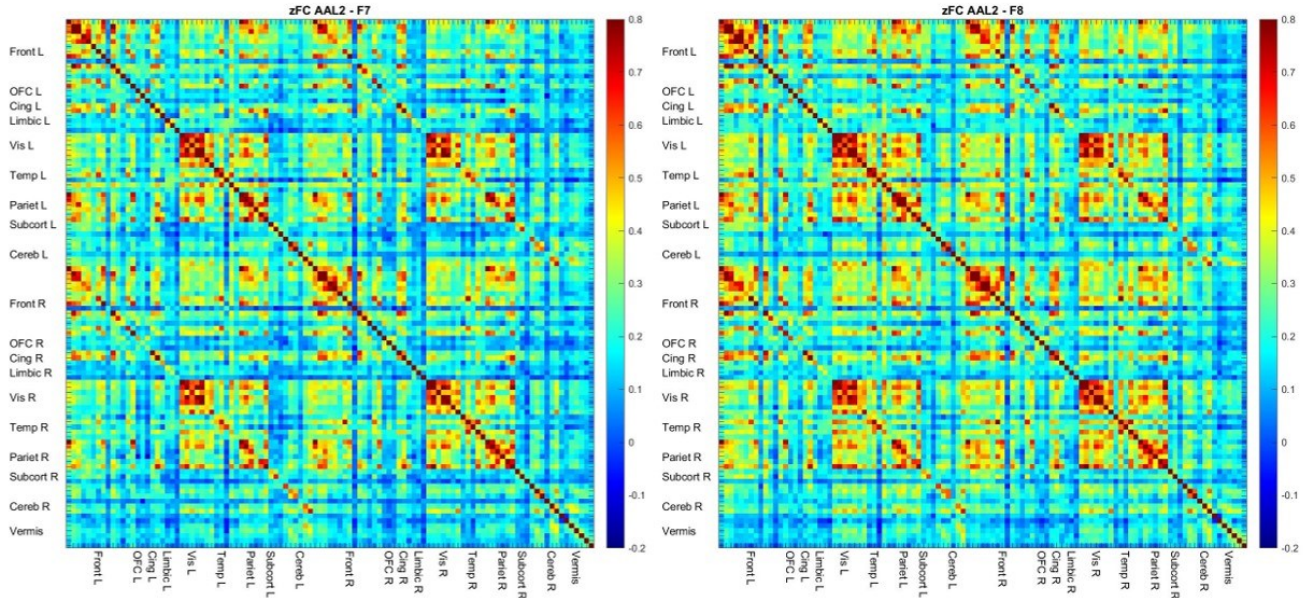 zFC AAL2 - F7
Front L
OFC L
Cing L
Limbic L
Vis L
Temp L
Pariet L
Subcort L
Cereb L
Front R
OFC R
Cing R
Limbic R
Vis R
Temp R
Pariet R
Subcort R
Cereb R
Vermis
Front L
OFC L
Cing L
Limbic L
Vis L
Temp L
Pariet L
Subcort L
Cereb L
Front R
OFC R
Cing R
Limbic R
Vis R
Temp R
Pariet R
Subcort R
Cereb R
Vermis
0.8
0.7
0.6
0.5
0.4
0.3
0.2
0.1
0
-0.1
-0.2
zFC AAL2 - F8
Front L
OFC L
Cing L
Limbic L
Vis L
Temp L
Pariet L
Subcort L
Cereb L
Front R
OFC R
Cing R
Limbic R
Vis R
Temp R
Pariet R
Subcort R
Cereb R
Vermis
Front L
OFC L
Cing L
Limbic L
Vis L
Temp L
Pariet L
Subcort L
Cereb L
Front R
OFC R
Cing R
Limbic R
Vis R
Temp R
Pariet R
Subcort R
Cereb R
Vermis
0.8
0.7
0.6
0.5
0.4
0.3
0.2
0.1
0
-0.1
-0.2